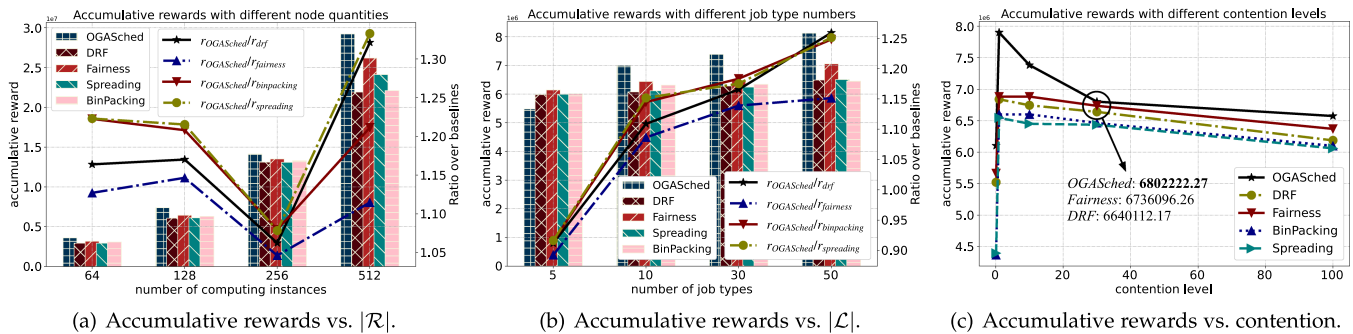 Accumulative rewards with different node quantities
1e7
accumulative reward
3.0
2.5
2.0
1.5
1.0
0.5
0.0
OGASched
DRF
Fairness
Spreading
BinPacking
r_OGASched/r_drf
r_OGASched/r_fairness
r_OGASched/r_binpacking
r_OGASched/r_spreading
1.30
1.25
1.20
1.15
1.10
1.05
Ratio over baselines
64 128 256 512
number of computing instances
(a) Accumulative rewards vs. |R|.
Accumulative rewards with different job type numbers
1e6
accumulative reward
8
7
6
5
4
3
2
1
0
OGASched
DRF
Fairness
Spreading
BinPacking
r_OGASched/r_drf
r_OGASched/r_fairness
r_OGASched/r_binpacking
r_OGASched/r_spreading
1.25
1.20
1.15
1.10
1.05
1.00
0.95
0.90
Ratio over baselines
5 10 30 50
number of job types
(b) Accumulative rewards vs. |L|.
Accumulative rewards with different contention levels
1e6
accumulative reward
8.0
7.5
7.0
6.5
6.0
5.5
5.0
4.5
OGASched: 6802222.27
Fairness: 6736096.26
DRF: 6640112.17
OGASched
DRF
Fairness
BinPacking
Spreading
0 20 40 60 80 100
contention level
(c) Accumulative rewards vs. contention.